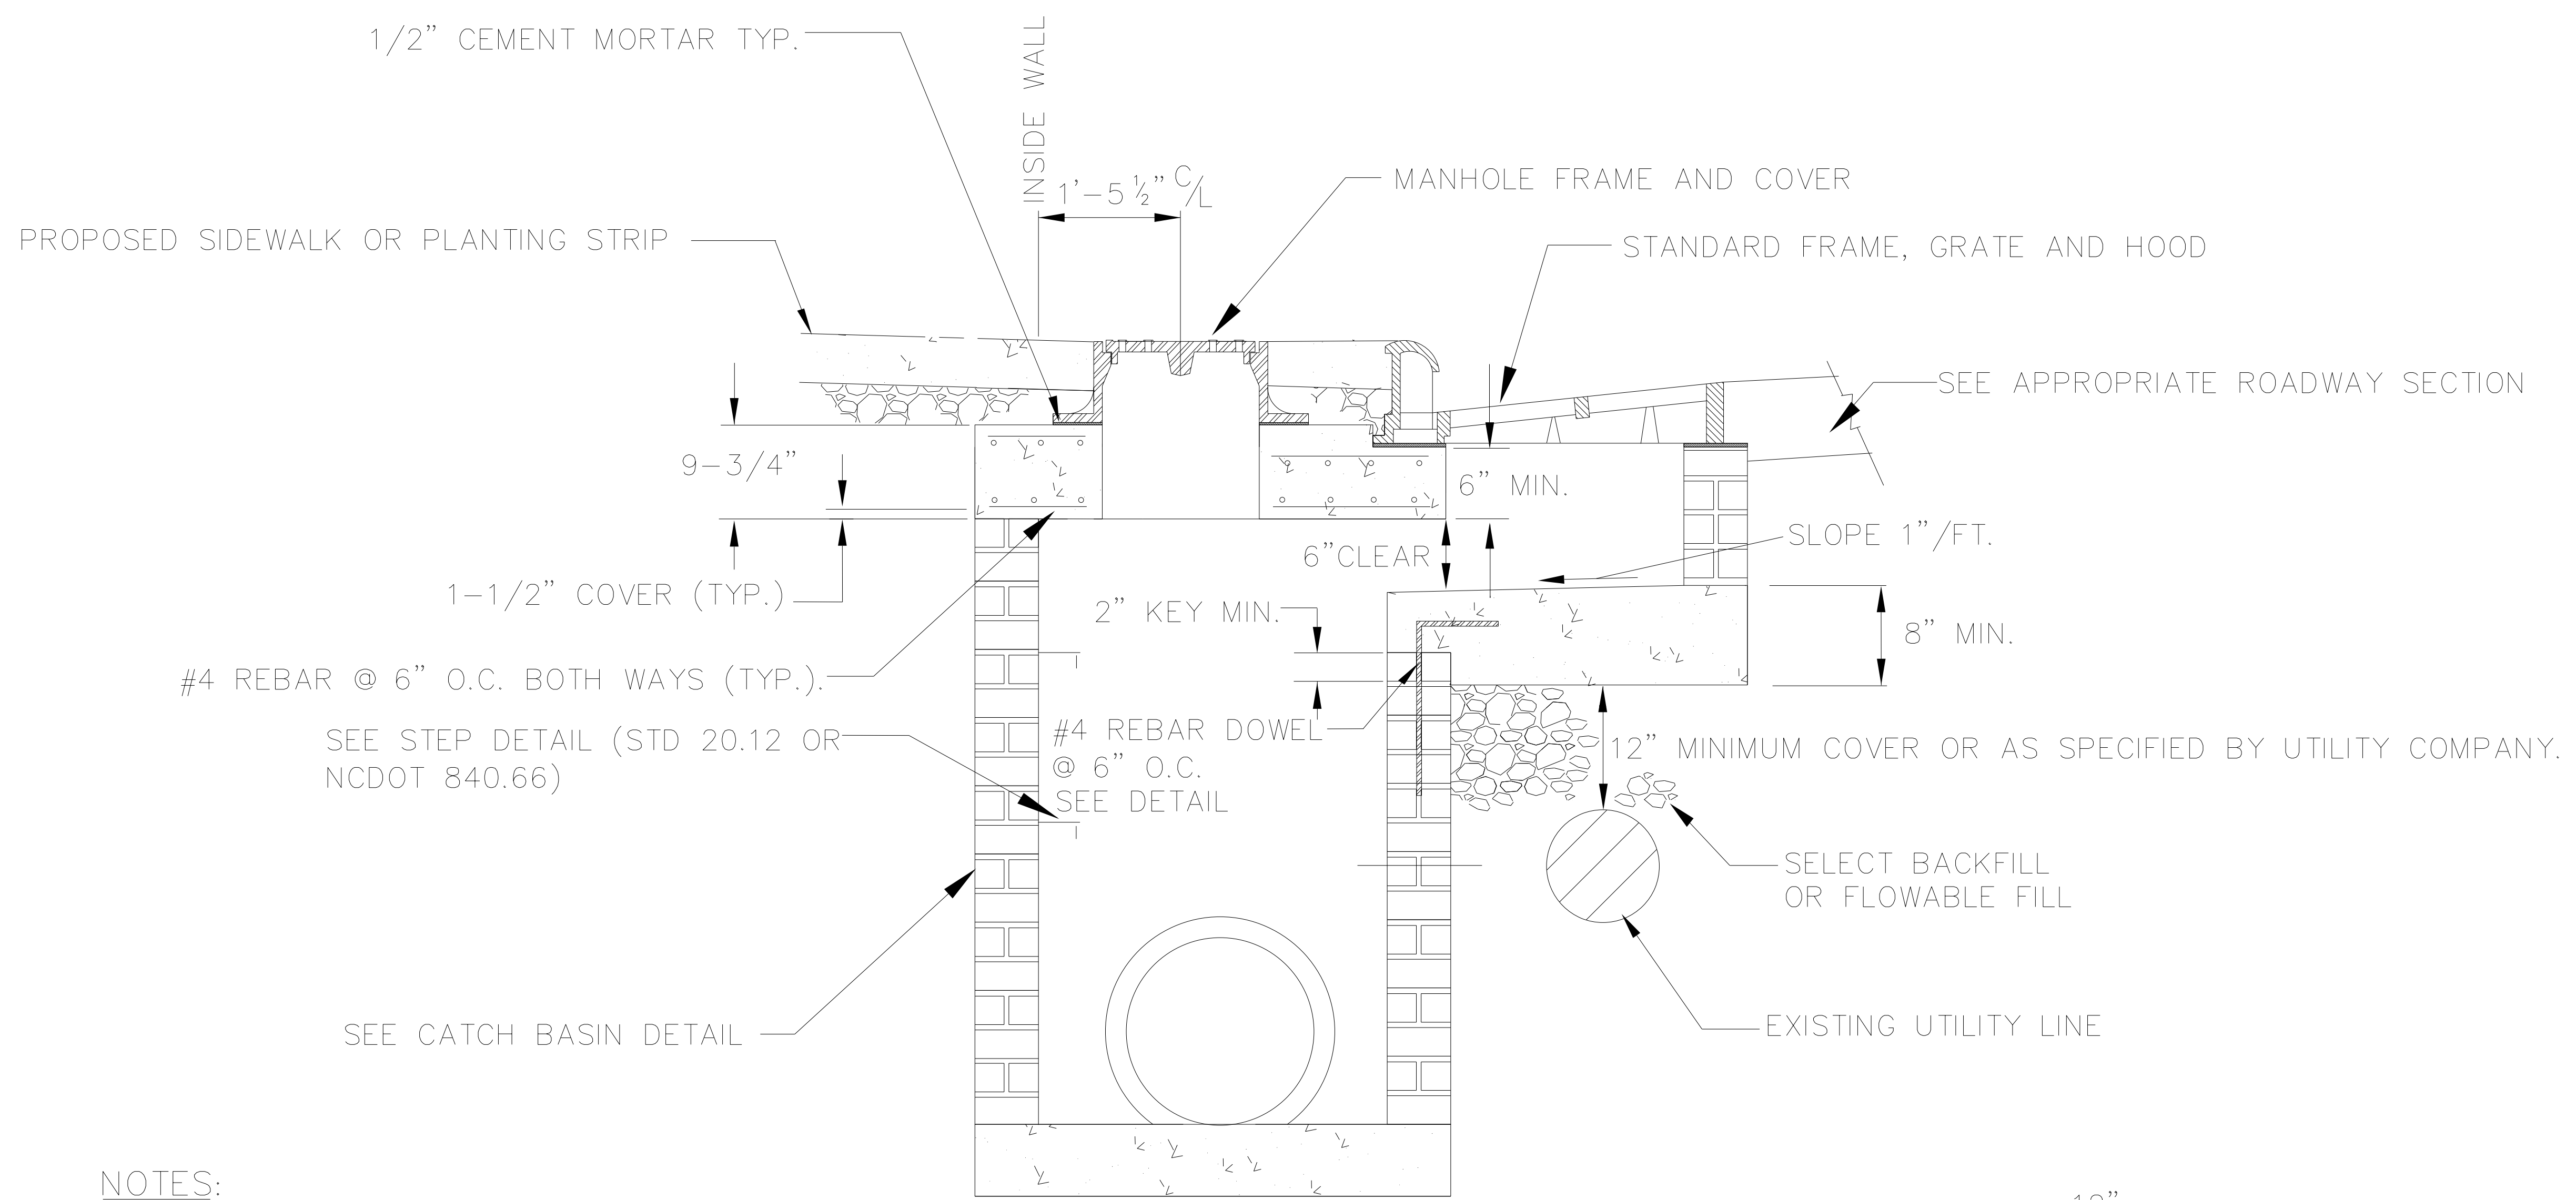 1/2" CEMENT MORTAR TYP.
INSIDE WALL
1'-5 ½" C/L
MANHOLE FRAME AND COVER
PROPOSED SIDEWALK OR PLANTING STRIP
STANDARD FRAME, GRATE AND HOOD
SEE APPROPRIATE ROADWAY SECTION
9-3/4"
6" MIN.
SLOPE 1"/FT.
6"CLEAR
1-1/2" COVER (TYP.)
2" KEY MIN.
8" MIN.
#4 REBAR @ 6" O.C. BOTH WAYS (TYP.).
SEE STEP DETAIL (STD 20.12 OR
NCDOT 840.66)
#4 REBAR DOWEL
@ 6" O.C.
SEE DETAIL
12" MINIMUM COVER OR AS SPECIFIED BY UTILITY COMPANY.
SELECT BACKFILL
OR FLOWABLE FILL
SEE CATCH BASIN DETAIL
EXISTING UTILITY LINE
NOTES: